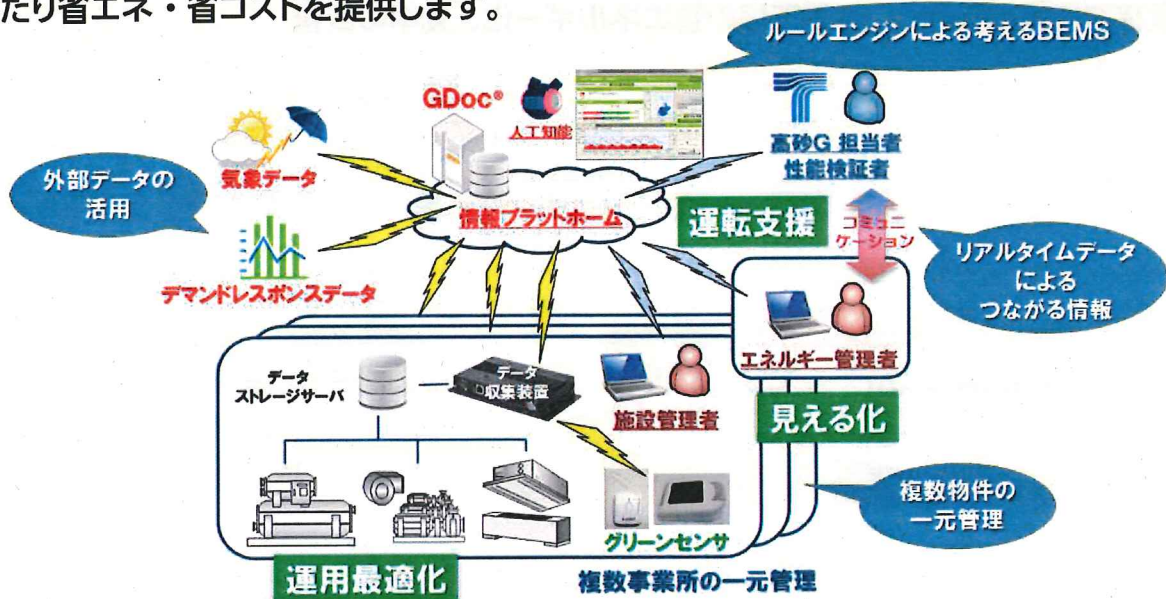 たり省エネ・省コストを提供します。
ルールエンジンによる考えるBEMS
GDoc®
人工知能
高砂G 担当者
性能検証者
気象データ
外部データの
活用
情報プラットホーム
運転支援
コミュニ
ケーション
リアルタイムデータ
による
つながる情報
デマンドレスポンスデータ
エネルギー管理者
データ
ストレージサーバ
データ
収集装置
施設管理者
見える化
複数物件の
一元管理
グリーンセンサ
運用最適化
複数事業所の一元管理